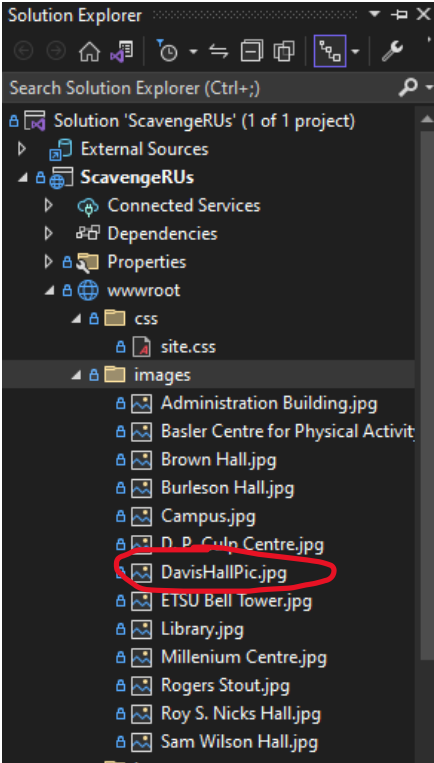 Solution Explorer
Search Solution Explorer (Ctrl+;)
Solution 'ScavengeRUs' (1 of 1 project)
External Sources
ScavengeRUs
Connected Services
Dependencies
Properties
wwwroot
css
site.css
images
Administration Building.jpg
Basler Centre for Physical Activit
Brown Hall.jpg
Burleson Hall.jpg
Campus.jpg
D. P. Culp Centre.jpg
DavisHallPic.jpg
ETSU Bell Tower.jpg
Library.jpg
Millenium Centre.jpg
Rogers Stout.jpg
Roy S. Nicks Hall.jpg
Sam Wilson Hall.jpg